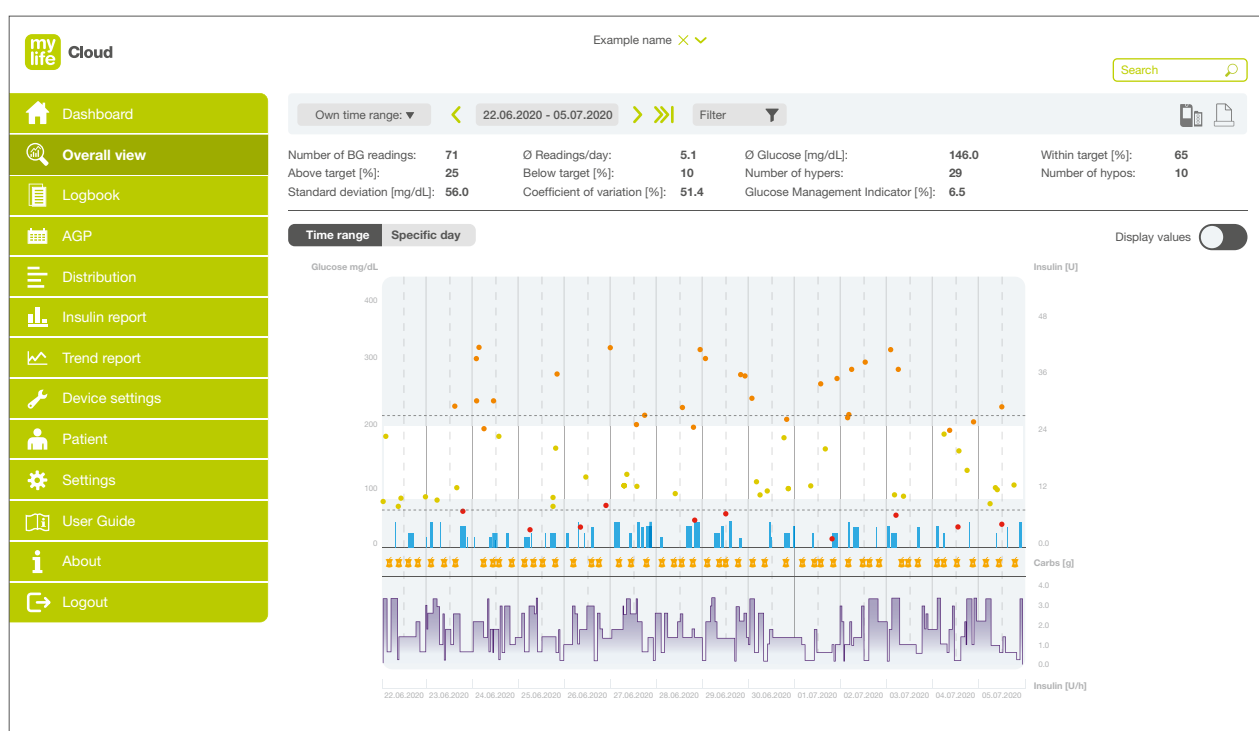 my
life
Cloud
Example name
Search
Dashboard
Overall view
Logbook
AGP
Distribution
Insulin report
Trend report
Device settings
Patient
Settings
User Guide
About
Logout
Own time range: ▼ 22.06.2020 - 05.07.2020 Filter
Number of BG readings: 71 Ø Readings/day: 5.1 Ø Glucose [mg/dL]: 146.0 Within target [%]: 65
Above target [%]: 25 Below target [%]: 10 Number of hypers: 29 Number of hypos: 10
Standard deviation [mg/dL]: 56.0 Coefficient of variation [%]: 51.4 Glucose Management Indicator [%]: 6.5
Time range Specific day Display values
Glucose mg/dL Insulin [U]
400
48
300
36
200
24
100
12
0 0.0
Carbs [g]
4.0
3.0
2.0
1.0
0.0
Insulin [U/h]
22.06.2020 23.06.2020 24.06.2020 25.06.2020 26.06.2020 27.06.2020 28.06.2020 29.06.2020 30.06.2020 01.07.2020 02.07.2020 03.07.2020 04.07.2020 05.07.2020